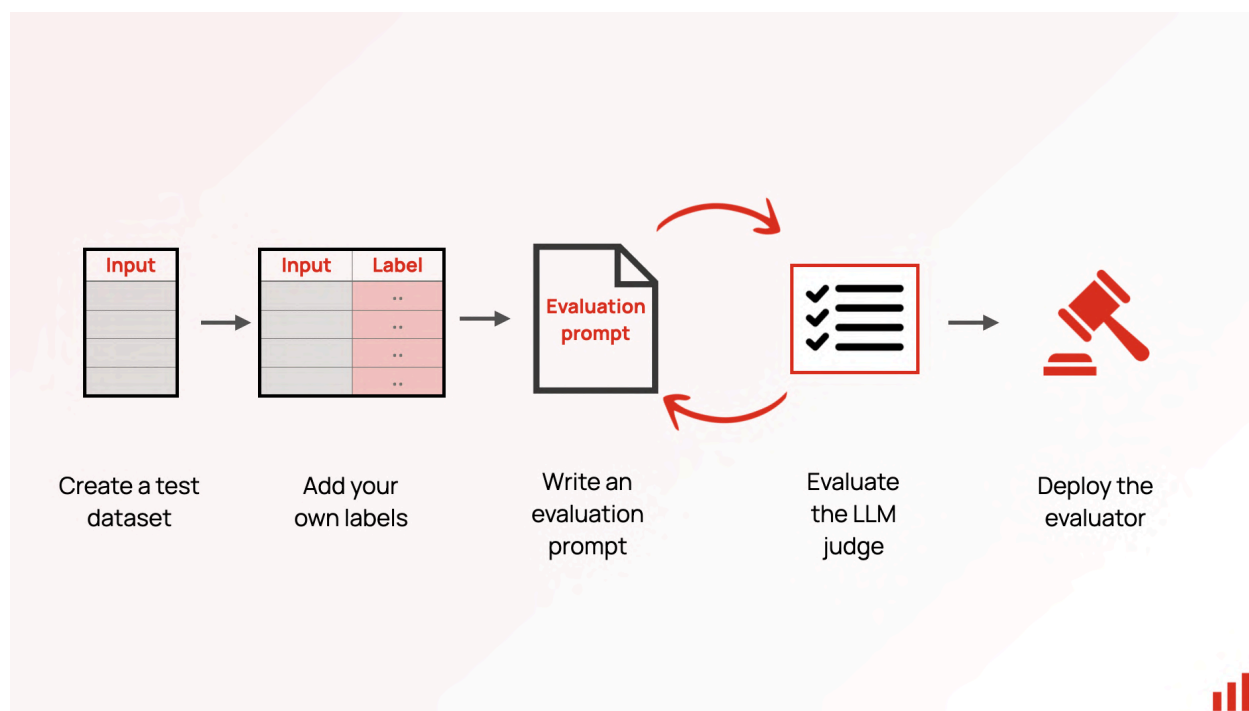 Input
Input Label
..
..
..
..
Evaluation
prompt
Create a test
dataset
Add your
own labels
Write an
evaluation
prompt
Evaluate
the LLM
judge
Deploy the
evaluator